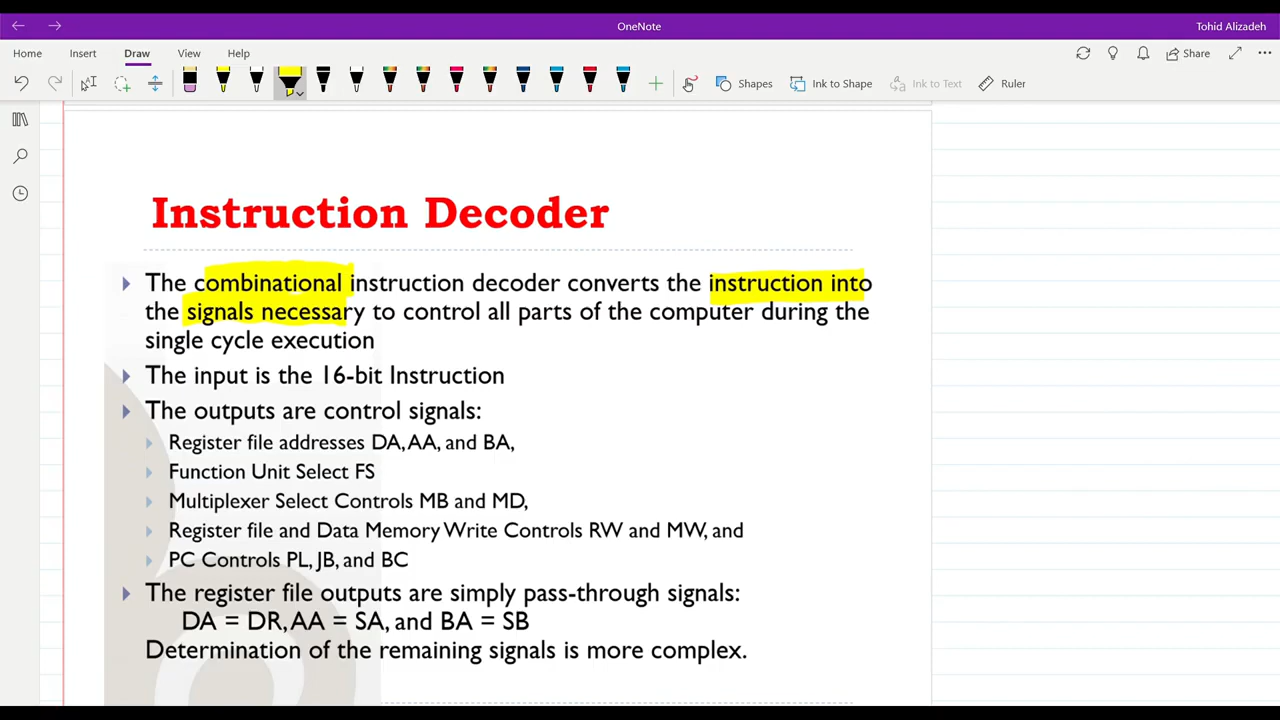 OneNote
Tohid Alizadeh
Home Insert Draw View Help
Share
Shapes Ink to Shape Ink to Text Ruler
Instruction Decoder
The combinational instruction decoder converts the instruction into
the signals necessary to control all parts of the computer during the
single cycle execution
The input is the 16-bit Instruction
The outputs are control signals:
Register file addresses DA, AA, and BA,
Function Unit Select FS
Multiplexer Select Controls MB and MD,
Register file and Data Memory Write Controls RW and MW, and
PC Controls PL, JB, and BC
The register file outputs are simply pass-through signals:
DA = DR, AA = SA, and BA = SB
Determination of the remaining signals is more complex.